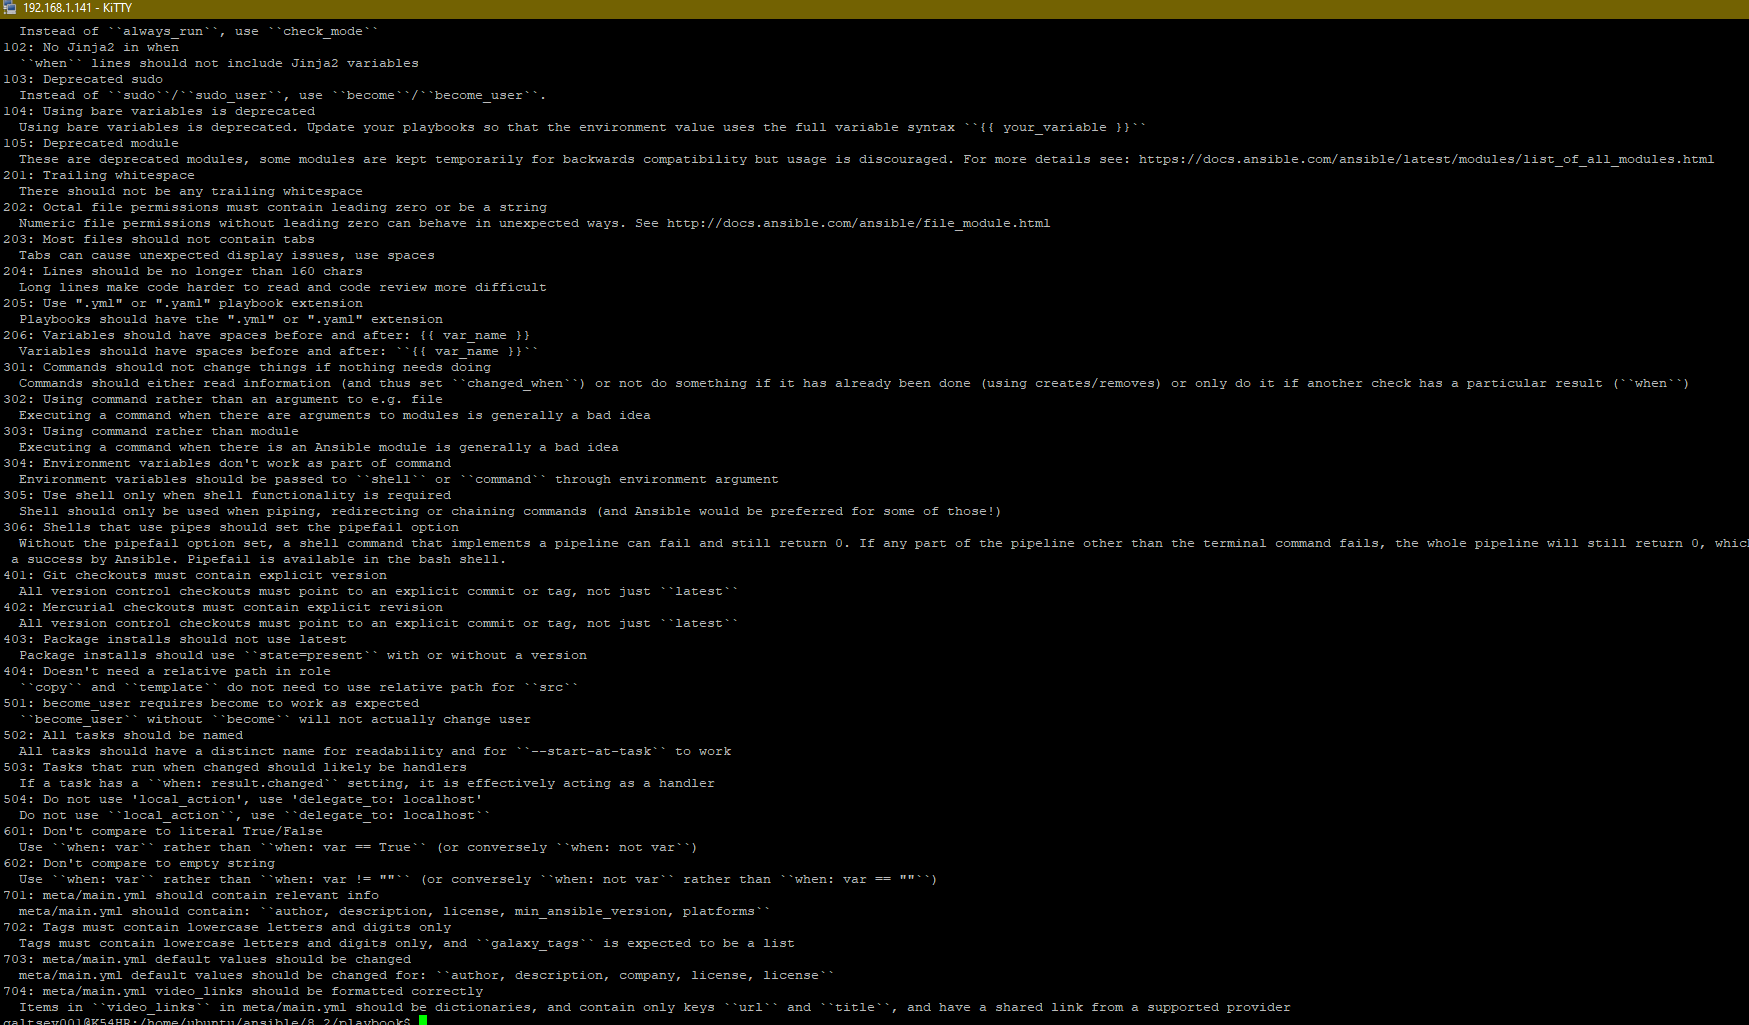 192.168.1.141 - KiTTY
Instead of ``always_run``, use ``check_mode``
102: No Jinja2 in when
``when`` lines should not include Jinja2 variables
103: Deprecated sudo
Instead of ``sudo``/``sudo_user``, use ``become``/``become_user``.
104: Using bare variables is deprecated
Using bare variables is deprecated. Update your playbooks so that the environment value uses the full variable syntax ``{{ your_variable }}``
105: Deprecated module
These are deprecated modules, some modules are kept temporarily for backwards compatibility but usage is discouraged. For more details see: https://docs.ansible.com/ansible/latest/modules/list_of_all_modules.html
201: Trailing whitespace
There should not be any trailing whitespace
202: Octal file permissions must contain leading zero or be a string
Numeric file permissions without leading zero can behave in unexpected ways. See http://docs.ansible.com/ansible/file_module.html
203: Most files should not contain tabs
Tabs can cause unexpected display issues, use spaces
204: Lines should be no longer than 160 chars
Long lines make code harder to read and code review more difficult
205: Use ".yml" or ".yaml" playbook extension
Playbooks should have the ".yml" or ".yaml" extension
206: Variables should have spaces before and after: {{ var_name }}
Variables should have spaces before and after: ``{{ var_name }}``
301: Commands should not change things if nothing needs doing
Commands should either read information (and thus set ``changed_when``) or not do something if it has already been done (using creates/removes) or only do it if another check has a particular result (``when``)
302: Using command rather than an argument to e.g. file
Executing a command when there are arguments to modules is generally a bad idea
303: Using command rather than module
Executing a command when there is an Ansible module is generally a bad idea
304: Environment variables don't work as part of command
Environment variables should be passed to ``shell`` or ``command`` through environment argument
305: Use shell only when shell functionality is required
Shell should only be used when piping, redirecting or chaining commands (and Ansible would be preferred for some of those!)
306: Shells that use pipes should set the pipefail option
Without the pipefail option set, a shell command that implements a pipeline can fail and still return 0. If any part of the pipeline other than the terminal command fails, the whole pipeline will still return 0, which
a success by Ansible. Pipefail is available in the bash shell.
401: Git checkouts must contain explicit version
All version control checkouts must point to an explicit commit or tag, not just ``latest``
402: Mercurial checkouts must contain explicit revision
All version control checkouts must point to an explicit commit or tag, not just ``latest``
403: Package installs should not use latest
Package installs should use ``state=present`` with or without a version
404: Doesn't need a relative path in role
``copy`` and ``template`` do not need to use relative path for ``src``
501: become_user requires become to work as expected
``become_user`` without ``become`` will not actually change user
502: All tasks should be named
All tasks should have a distinct name for readability and for ``--start-at-task`` to work
503: Tasks that run when changed should likely be handlers
If a task has a ``when: result.changed`` setting, it is effectively acting as a handler
504: Do not use 'local_action', use 'delegate_to: localhost'
Do not use ``local_action``, use ``delegate_to: localhost``
601: Don't compare to literal True/False
Use ``when: var`` rather than ``when: var == True`` (or conversely ``when: not var``)
602: Don't compare to empty string
Use ``when: var`` rather than ``when: var != ""`` (or conversely ``when: not var`` rather than ``when: var == ""``)
701: meta/main.yml should contain relevant info
meta/main.yml should contain: ``author, description, license, min_ansible_version, platforms``
702: Tags must contain lowercase letters and digits only
Tags must contain lowercase letters and digits only, and ``galaxy_tags`` is expected to be a list
703: meta/main.yml default values should be changed
meta/main.yml default values should be changed for: ``author, description, company, license, license``
704: meta/main.yml video_links should be formatted correctly
Items in ``video_links`` in meta/main.yml should be dictionaries, and contain only keys ``url`` and ``title``, and have a shared link from a supported provider
galtsev001@K54HR:/home/ubuntu/ansible/8.2/playbook$